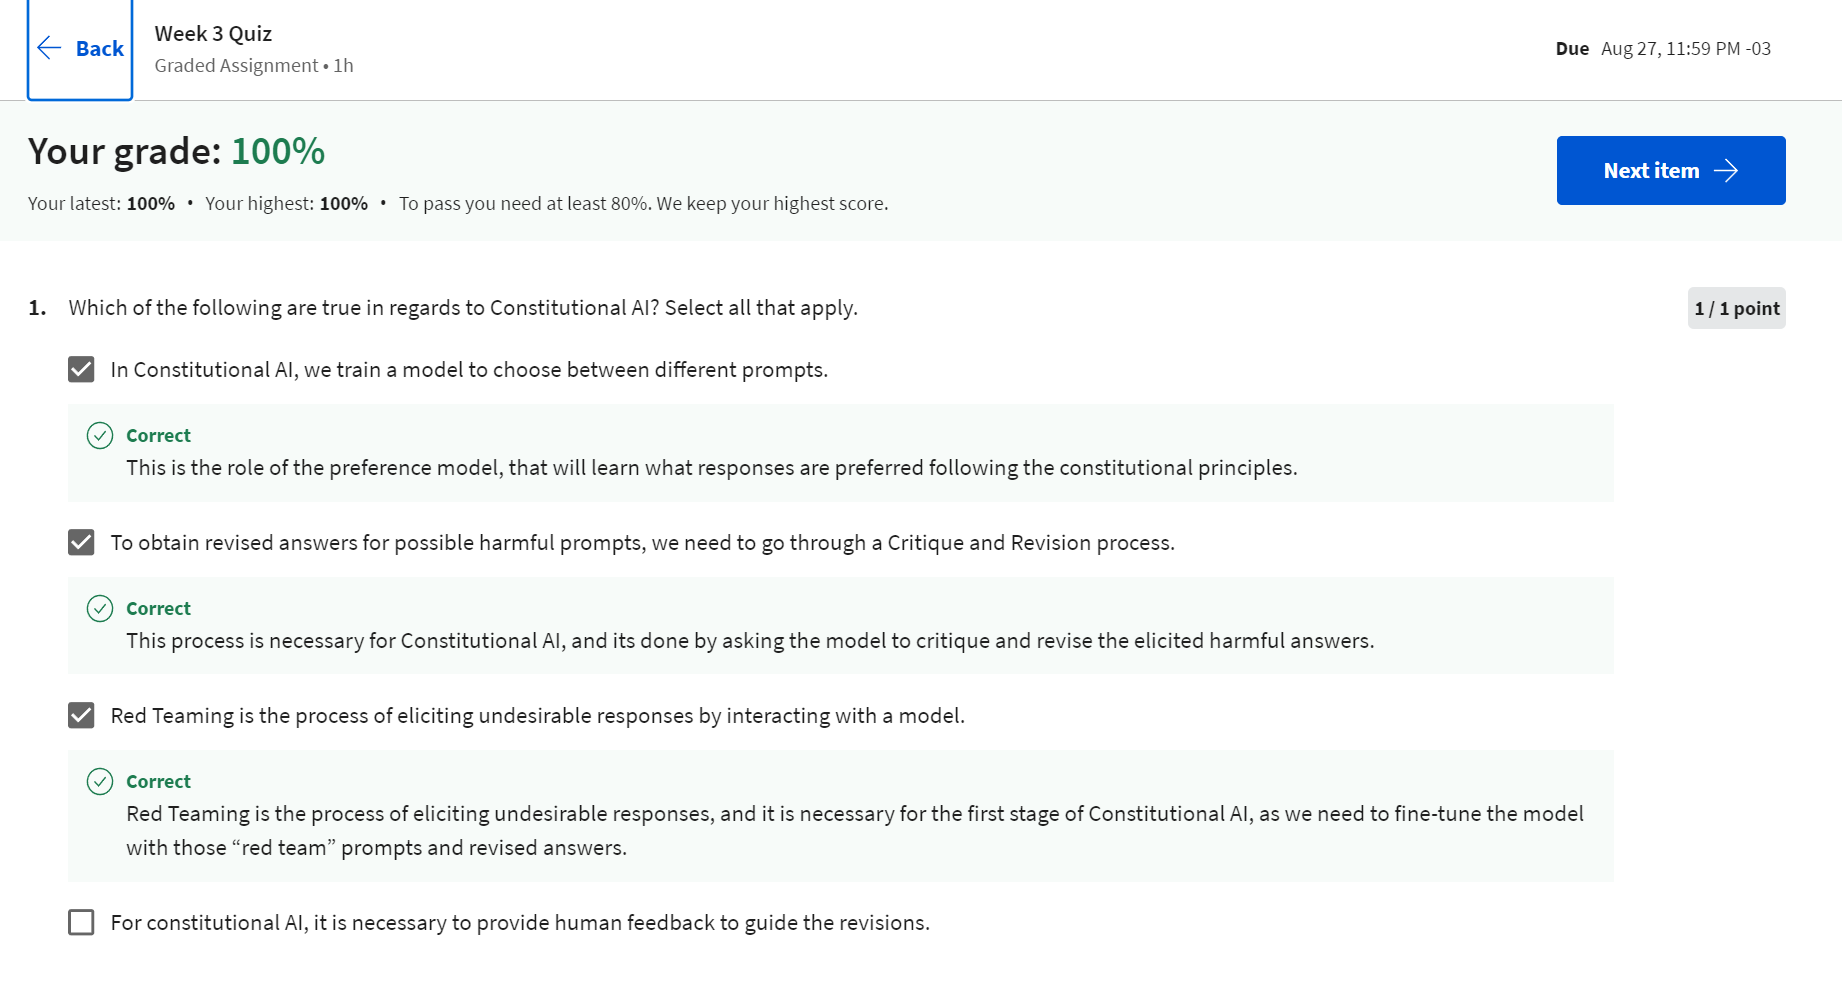 Back
Week 3 Quiz
Graded Assignment • 1h
Due Aug 27, 11:59 PM -03
Your grade: 100%
Your latest: 100% • Your highest: 100% • To pass you need at least 80%. We keep your highest score.
Next item
1. Which of the following are true in regards to Constitutional AI? Select all that apply.
1 / 1 point
In Constitutional AI, we train a model to choose between different prompts.
Correct
This is the role of the preference model, that will learn what responses are preferred following the constitutional principles.
To obtain revised answers for possible harmful prompts, we need to go through a Critique and Revision process.
Correct
This process is necessary for Constitutional AI, and its done by asking the model to critique and revise the elicited harmful answers.
Red Teaming is the process of eliciting undesirable responses by interacting with a model.
Correct
Red Teaming is the process of eliciting undesirable responses, and it is necessary for the first stage of Constitutional AI, as we need to fine-tune the model
with those “red team” prompts and revised answers.
For constitutional AI, it is necessary to provide human feedback to guide the revisions.